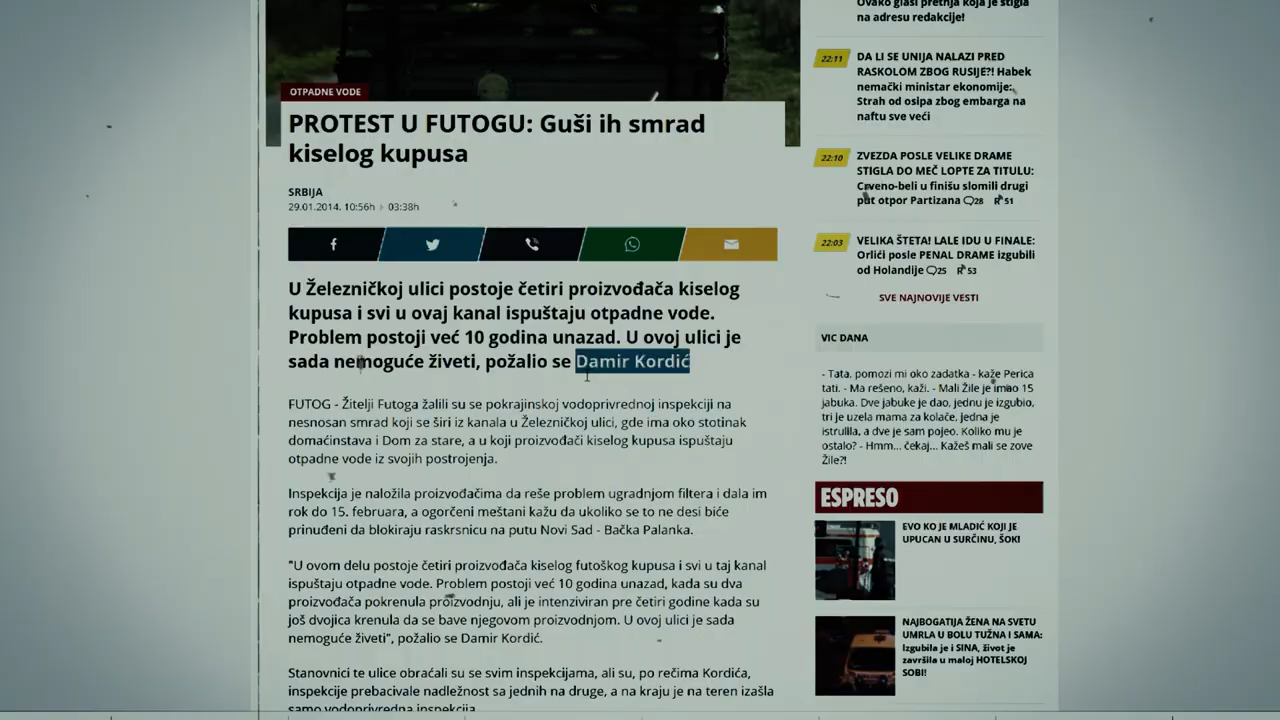 OTPADNE VODE
PROTEST U FUTOGU: Guši ih smrad
kiselog kupusa
SRBIJA
29.01.2014. 10:56h 03:38h
U Železničkoj ulici postoje četiri proizvođača kiselog
kupusa i svi u ovaj kanal ispuštaju otpadne vode.
Problem postoji već 10 godina unazad. U ovoj ulici je
sada nemoguće živeti, požalio se Damir Kordić
FUTOG - Žitelji Futoga žalili su se pokrajinskoj vodoprivrednoj inspekciji na
nesnosan smrad koji se širi iz kanala u Železničkoj ulici, gde ima oko stotinak
domaćinstava i Dom za stare, a u koji proizvođači kiselog kupusa ispuštaju
otpadne vode iz svojih postrojenja.
Inspekcija je naložila proizvođačima da reše problem ugradnjom filtera i dala im
rok do 15. februara, a ogorčeni meštani kažu da ukoliko se to ne desi biće
prinuđeni da blokiraju raskrsnicu na putu Novi Sad - Bačka Palanka.
"U ovom delu postoje četiri proizvođača kiselog futoškog kupusa i svi u taj kanal
ispuštaju otpadne vode. Problem postoji već 10 godina unazad, kada su dva
proizvođača pokrenula proizvodnju, ali je intenziviran pre četiri godine kada su
još dvojica krenula da se bave njegovom proizvodnjom. U ovoj ulici je sada
nemoguće živeti", požalio se Damir Kordić.
Stanovnici te ulice obraćali su se svim inspekcijama, ali su, po rečima Kordića,
inspekcije prebacivale nadležnost sa jednih na druge, a na kraju je na teren izašla
samo vodoprivredna inspekcija.
Ovako glasi pretnja koja je stigla
na adresu redakcije!
22:11
DA LI SE UNIJA NALAZI PRED
RASKOLOM ZBOG RUSIJE?! Habek
nemački ministar ekonomije:
Strah od osipa zbog embarga na
naftu sve veći
22:10
ZVEZDA POSLE VELIKE DRAME
STIGLA DO MEČ LOPTE ZA TITULU:
Crveno-beli u finišu slomili drugi
put otpor Partizana 28 51
22:03
VELIKA ŠTETA! LALE IDU U FINALE:
Orlići posle PENAL DRAME izgubili
od Holandije 25 53
SVE NAJNOVIJE VESTI
VIC DANA
- Tata, pomozi mi oko zadatka - kaže Perica
tati. - Ma rešeno, kaži. - Mali Žile je imao 15
jabuka. Dve jabuke je dao, jednu je izgubio,
tri je uzela mama za kolače, jedna je
istrulila, a dve je sam pojeo. Koliko mu je
ostalo? - Hmm... čekaj... Kažeš mali se zove
Žile?!
ESPRESO
EVO KO JE MLADIĆ KOJI JE
UPUCAN U SURČINU, ŠOK!
NAJBOGATIJA ŽENA NA SVETU
UMRLA U BOLU TUŽNA I SAMA:
Izgubila je i SINA, život je
završila u maloj HOTELSKOJ
SOBI!